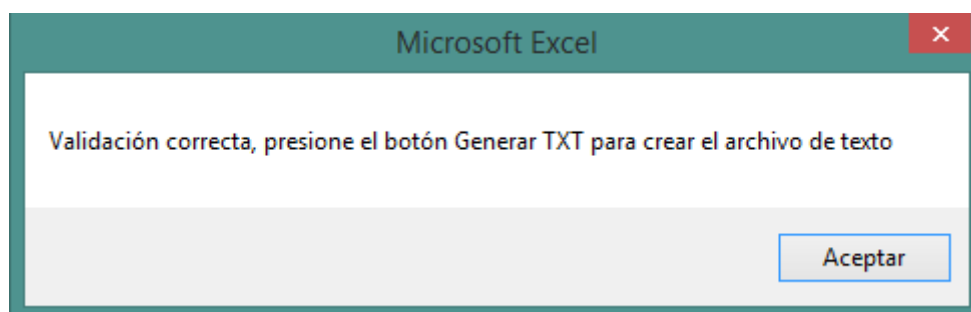 Microsoft Excel
Validación correcta, presione el botón Generar TXT para crear el archivo de texto
Aceptar